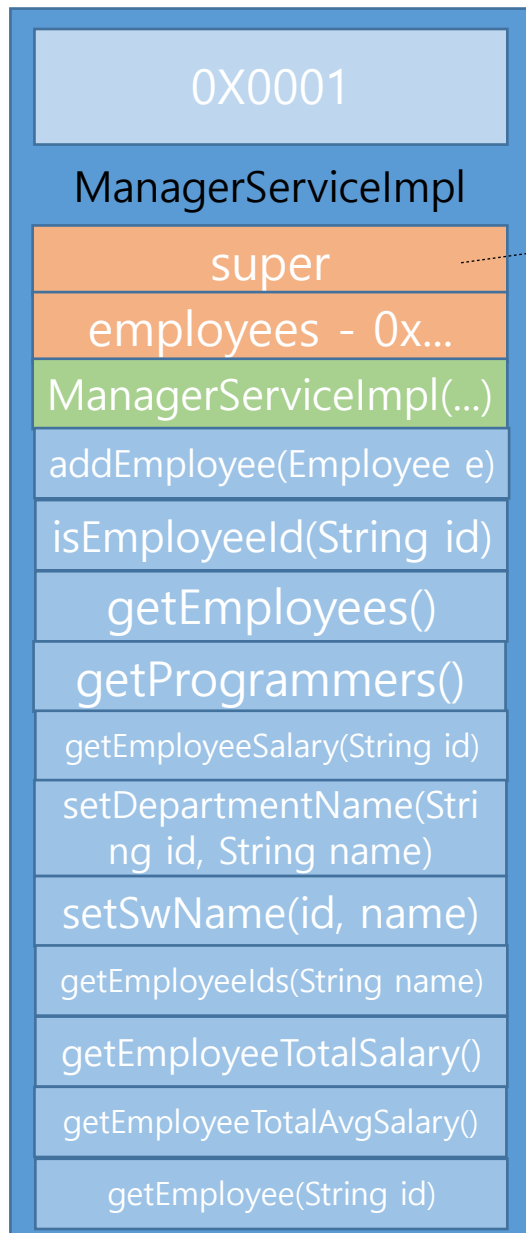 0X0001
ManagerServiceImpl
super
employees - 0x...
ManagerServiceImpl(...)
addEmployee(Employee e)
isEmployeeId(String id)
getEmployees()
getProgrammers()
getEmployeeSalary(String id)
setDepartmentName(Stri
ng id, String name)
setSwName(id, name)
getEmployeeIds(String name)
getEmployeeTotalSalary()
getEmployeeTotalAvgSalary()
getEmployee(String id)